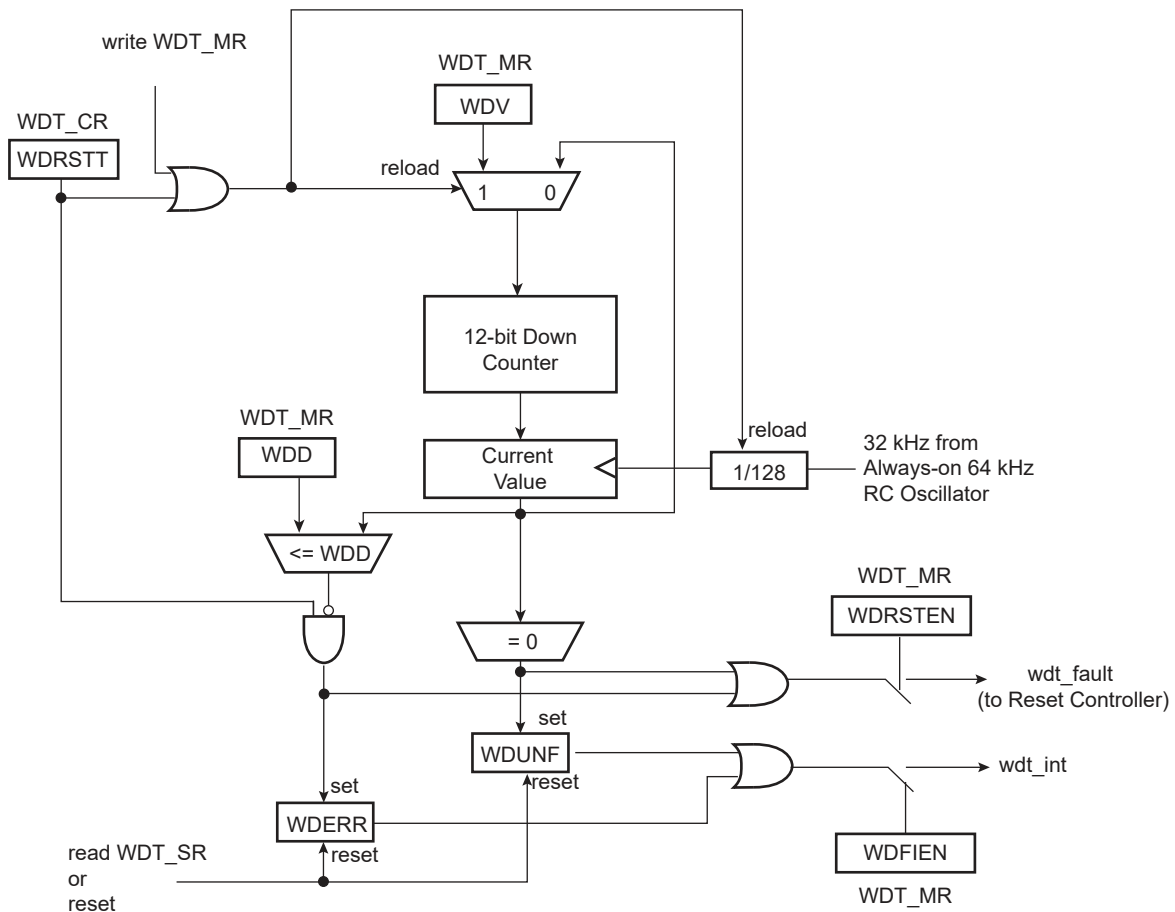 write WDT_MR
WDT_MR
WDV
WDT_CR
WDRSTT
reload
1 0
12-bit Down
Counter
WDT_MR
WDD
reload
32 kHz from
Always-on 64 kHz
RC Oscillator
Current
Value
1/128
<= WDD
WDT_MR
WDRSTEN
= 0
wdt_fault
(to Reset Controller)
set
WDUNF
reset
wdt_int
set
WDERR
reset
WDFIEN
WDT_MR
read WDT_SR
or
reset